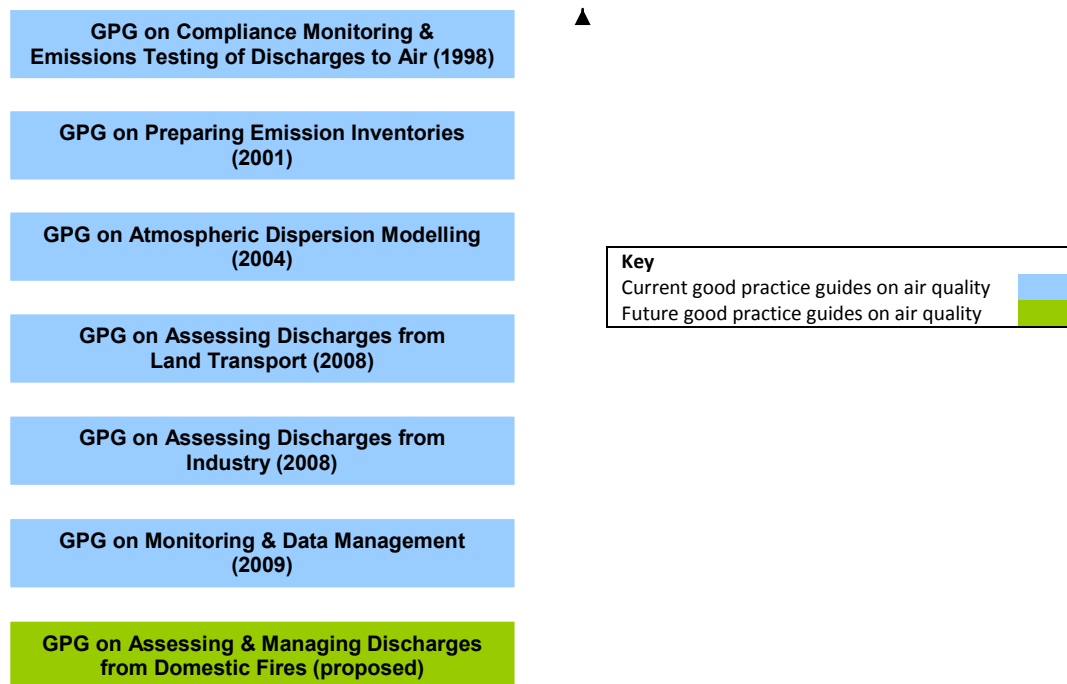 GPG on Compliance Monitoring &
Emissions Testing of Discharges to Air (1998)
GPG on Preparing Emission Inventories
(2001)
GPG on Atmospheric Dispersion Modelling
(2004)
GPG on Assessing Discharges from
Land Transport (2008)
GPG on Assessing Discharges from
Industry (2008)
GPG on Monitoring & Data Management
(2009)
GPG on Assessing & Managing Discharges
from Domestic Fires (proposed)
Key
Current good practice guides on air quality
Future good practice guides on air quality